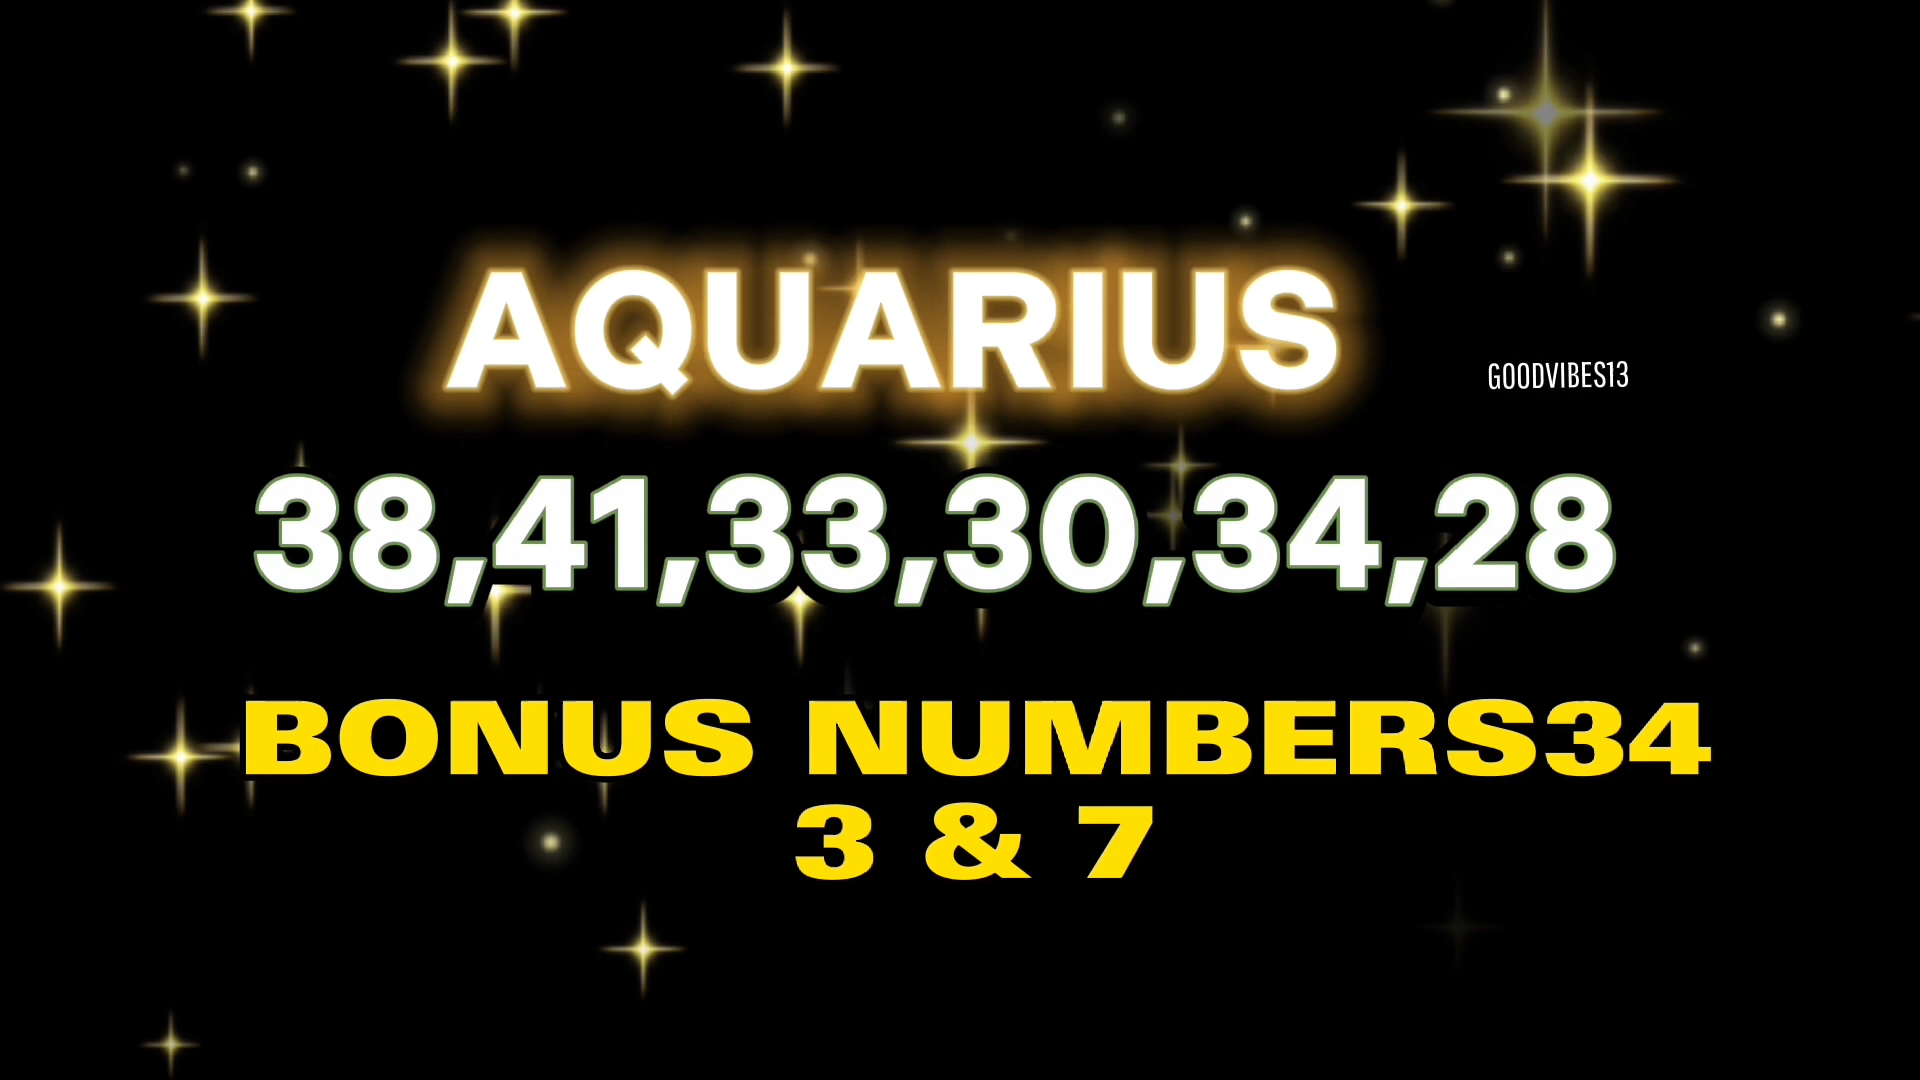 AQUARIUS
GOODVIBES13
38,41,33,30,34,28
BONUS NUMBERS34
3 & 7